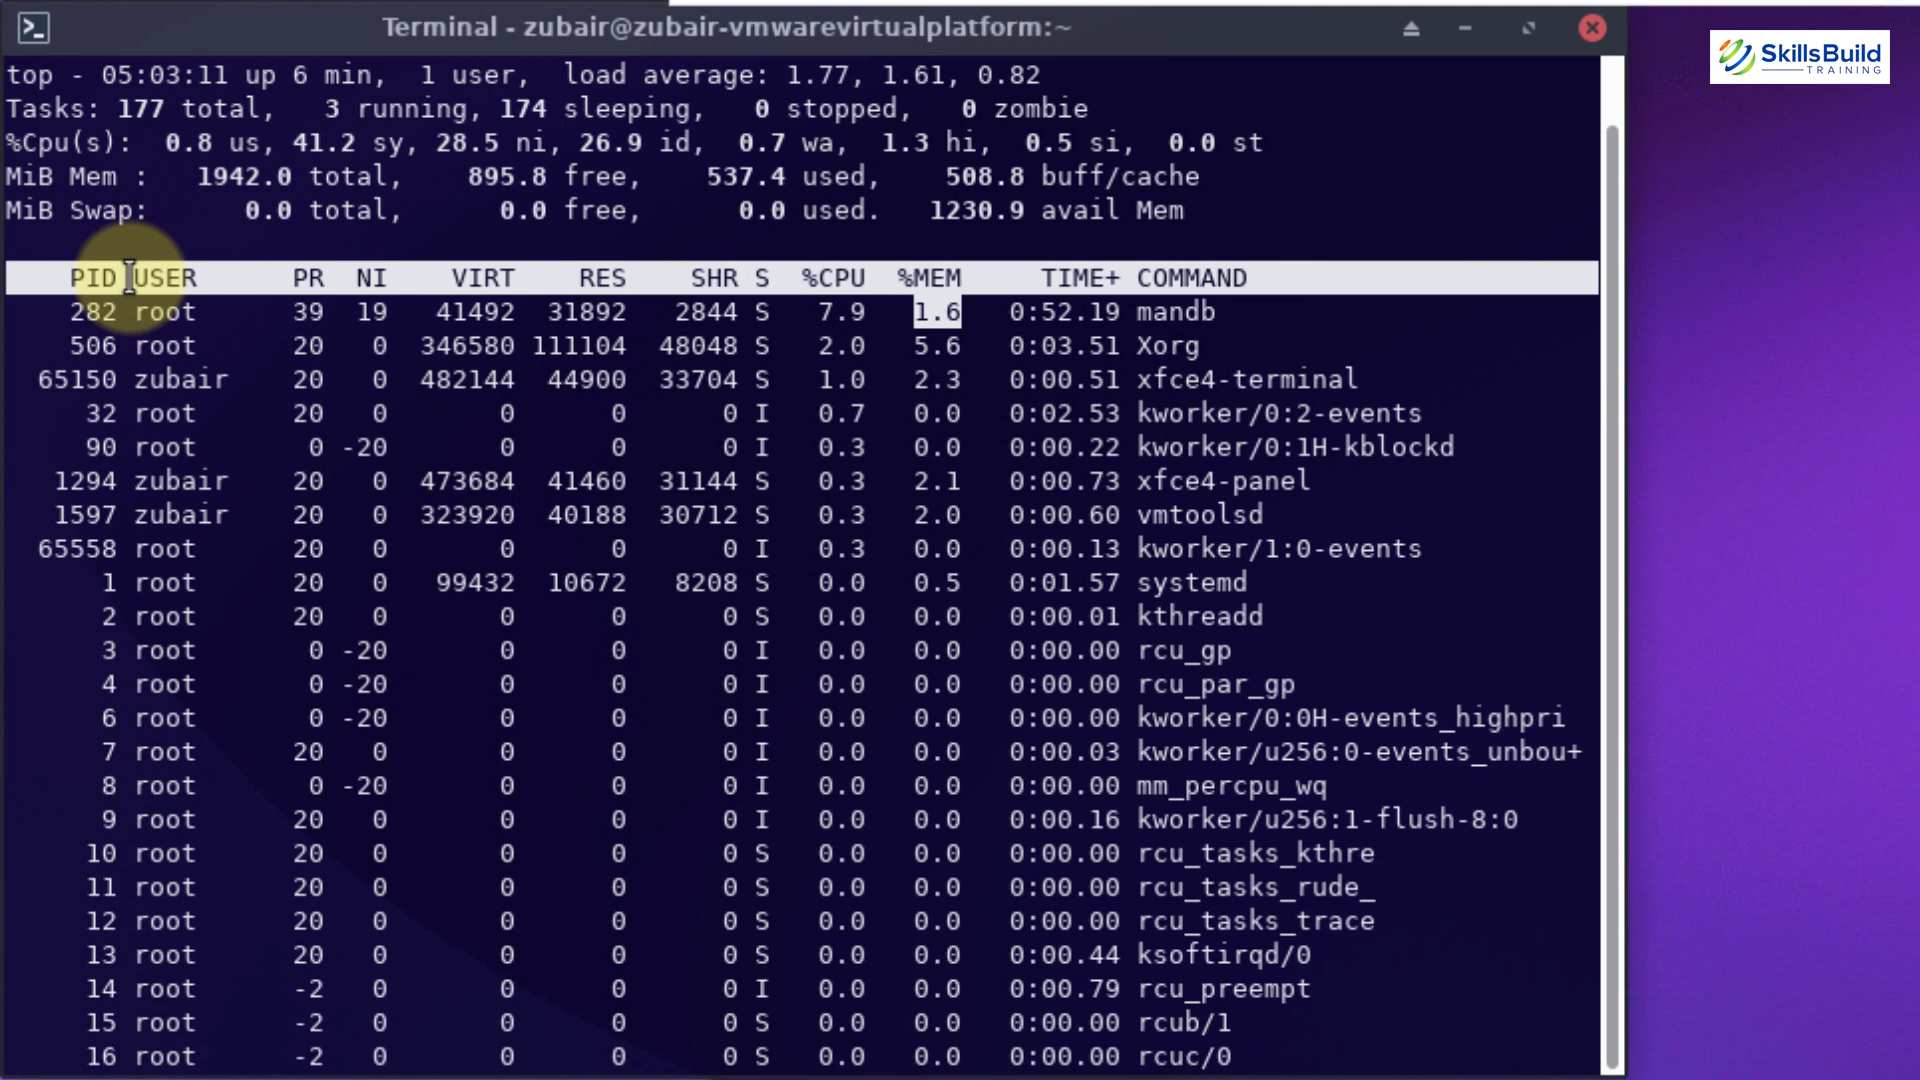 Terminal - zubair@zubair-vmwarevirtualplatform:~
SkillsBuild
TRAINING
top - 05:03:11 up 6 min,  1 user,  load average: 1.77, 1.61, 0.82
Tasks: 177 total,   3 running, 174 sleeping,   0 stopped,   0 zombie
%Cpu(s):  0.8 us, 41.2 sy, 28.5 ni, 26.9 id,  0.7 wa,  1.3 hi,  0.5 si,  0.0 st
MiB Mem :   1942.0 total,    895.8 free,    537.4 used,    508.8 buff/cache
MiB Swap:      0.0 total,      0.0 free,      0.0 used.   1230.9 avail Mem
PID USER      PR  NI    VIRT    RES    SHR S  %CPU  %MEM     TIME+ COMMAND
282 root      39  19   41492  31892   2844 S   7.9   1.6   0:52.19 mandb
506 root      20   0  346580 111104  48048 S   2.0   5.6   0:03.51 Xorg
65150 zubair    20   0  482144  44900  33704 S   1.0   2.3   0:00.51 xfce4-terminal
32 root      20   0       0      0      0 I   0.7   0.0   0:02.53 kworker/0:2-events
90 root       0 -20       0      0      0 I   0.3   0.0   0:00.22 kworker/0:1H-kblockd
1294 zubair    20   0  473684  41460  31144 S   0.3   2.1   0:00.73 xfce4-panel
1597 zubair    20   0  323920  40188  30712 S   0.3   2.0   0:00.60 vmtoolsd
65558 root      20   0       0      0      0 I   0.3   0.0   0:00.13 kworker/1:0-events
1 root      20   0   99432  10672   8208 S   0.0   0.5   0:01.57 systemd
2 root      20   0       0      0      0 S   0.0   0.0   0:00.01 kthreadd
3 root       0 -20       0      0      0 I   0.0   0.0   0:00.00 rcu_gp
4 root       0 -20       0      0      0 I   0.0   0.0   0:00.00 rcu_par_gp
6 root       0 -20       0      0      0 I   0.0   0.0   0:00.00 kworker/0:0H-events_highpri
7 root      20   0       0      0      0 I   0.0   0.0   0:00.03 kworker/u256:0-events_unbou+
8 root       0 -20       0      0      0 I   0.0   0.0   0:00.00 mm_percpu_wq
9 root      20   0       0      0      0 I   0.0   0.0   0:00.16 kworker/u256:1-flush-8:0
10 root      20   0       0      0      0 S   0.0   0.0   0:00.00 rcu_tasks_kthre
11 root      20   0       0      0      0 S   0.0   0.0   0:00.00 rcu_tasks_rude_
12 root      20   0       0      0      0 S   0.0   0.0   0:00.00 rcu_tasks_trace
13 root      20   0       0      0      0 S   0.0   0.0   0:00.44 ksoftirqd/0
14 root      -2   0       0      0      0 I   0.0   0.0   0:00.79 rcu_preempt
15 root      -2   0       0      0      0 S   0.0   0.0   0:00.00 rcub/1
16 root      -2   0       0      0      0 S   0.0   0.0   0:00.00 rcuc/0